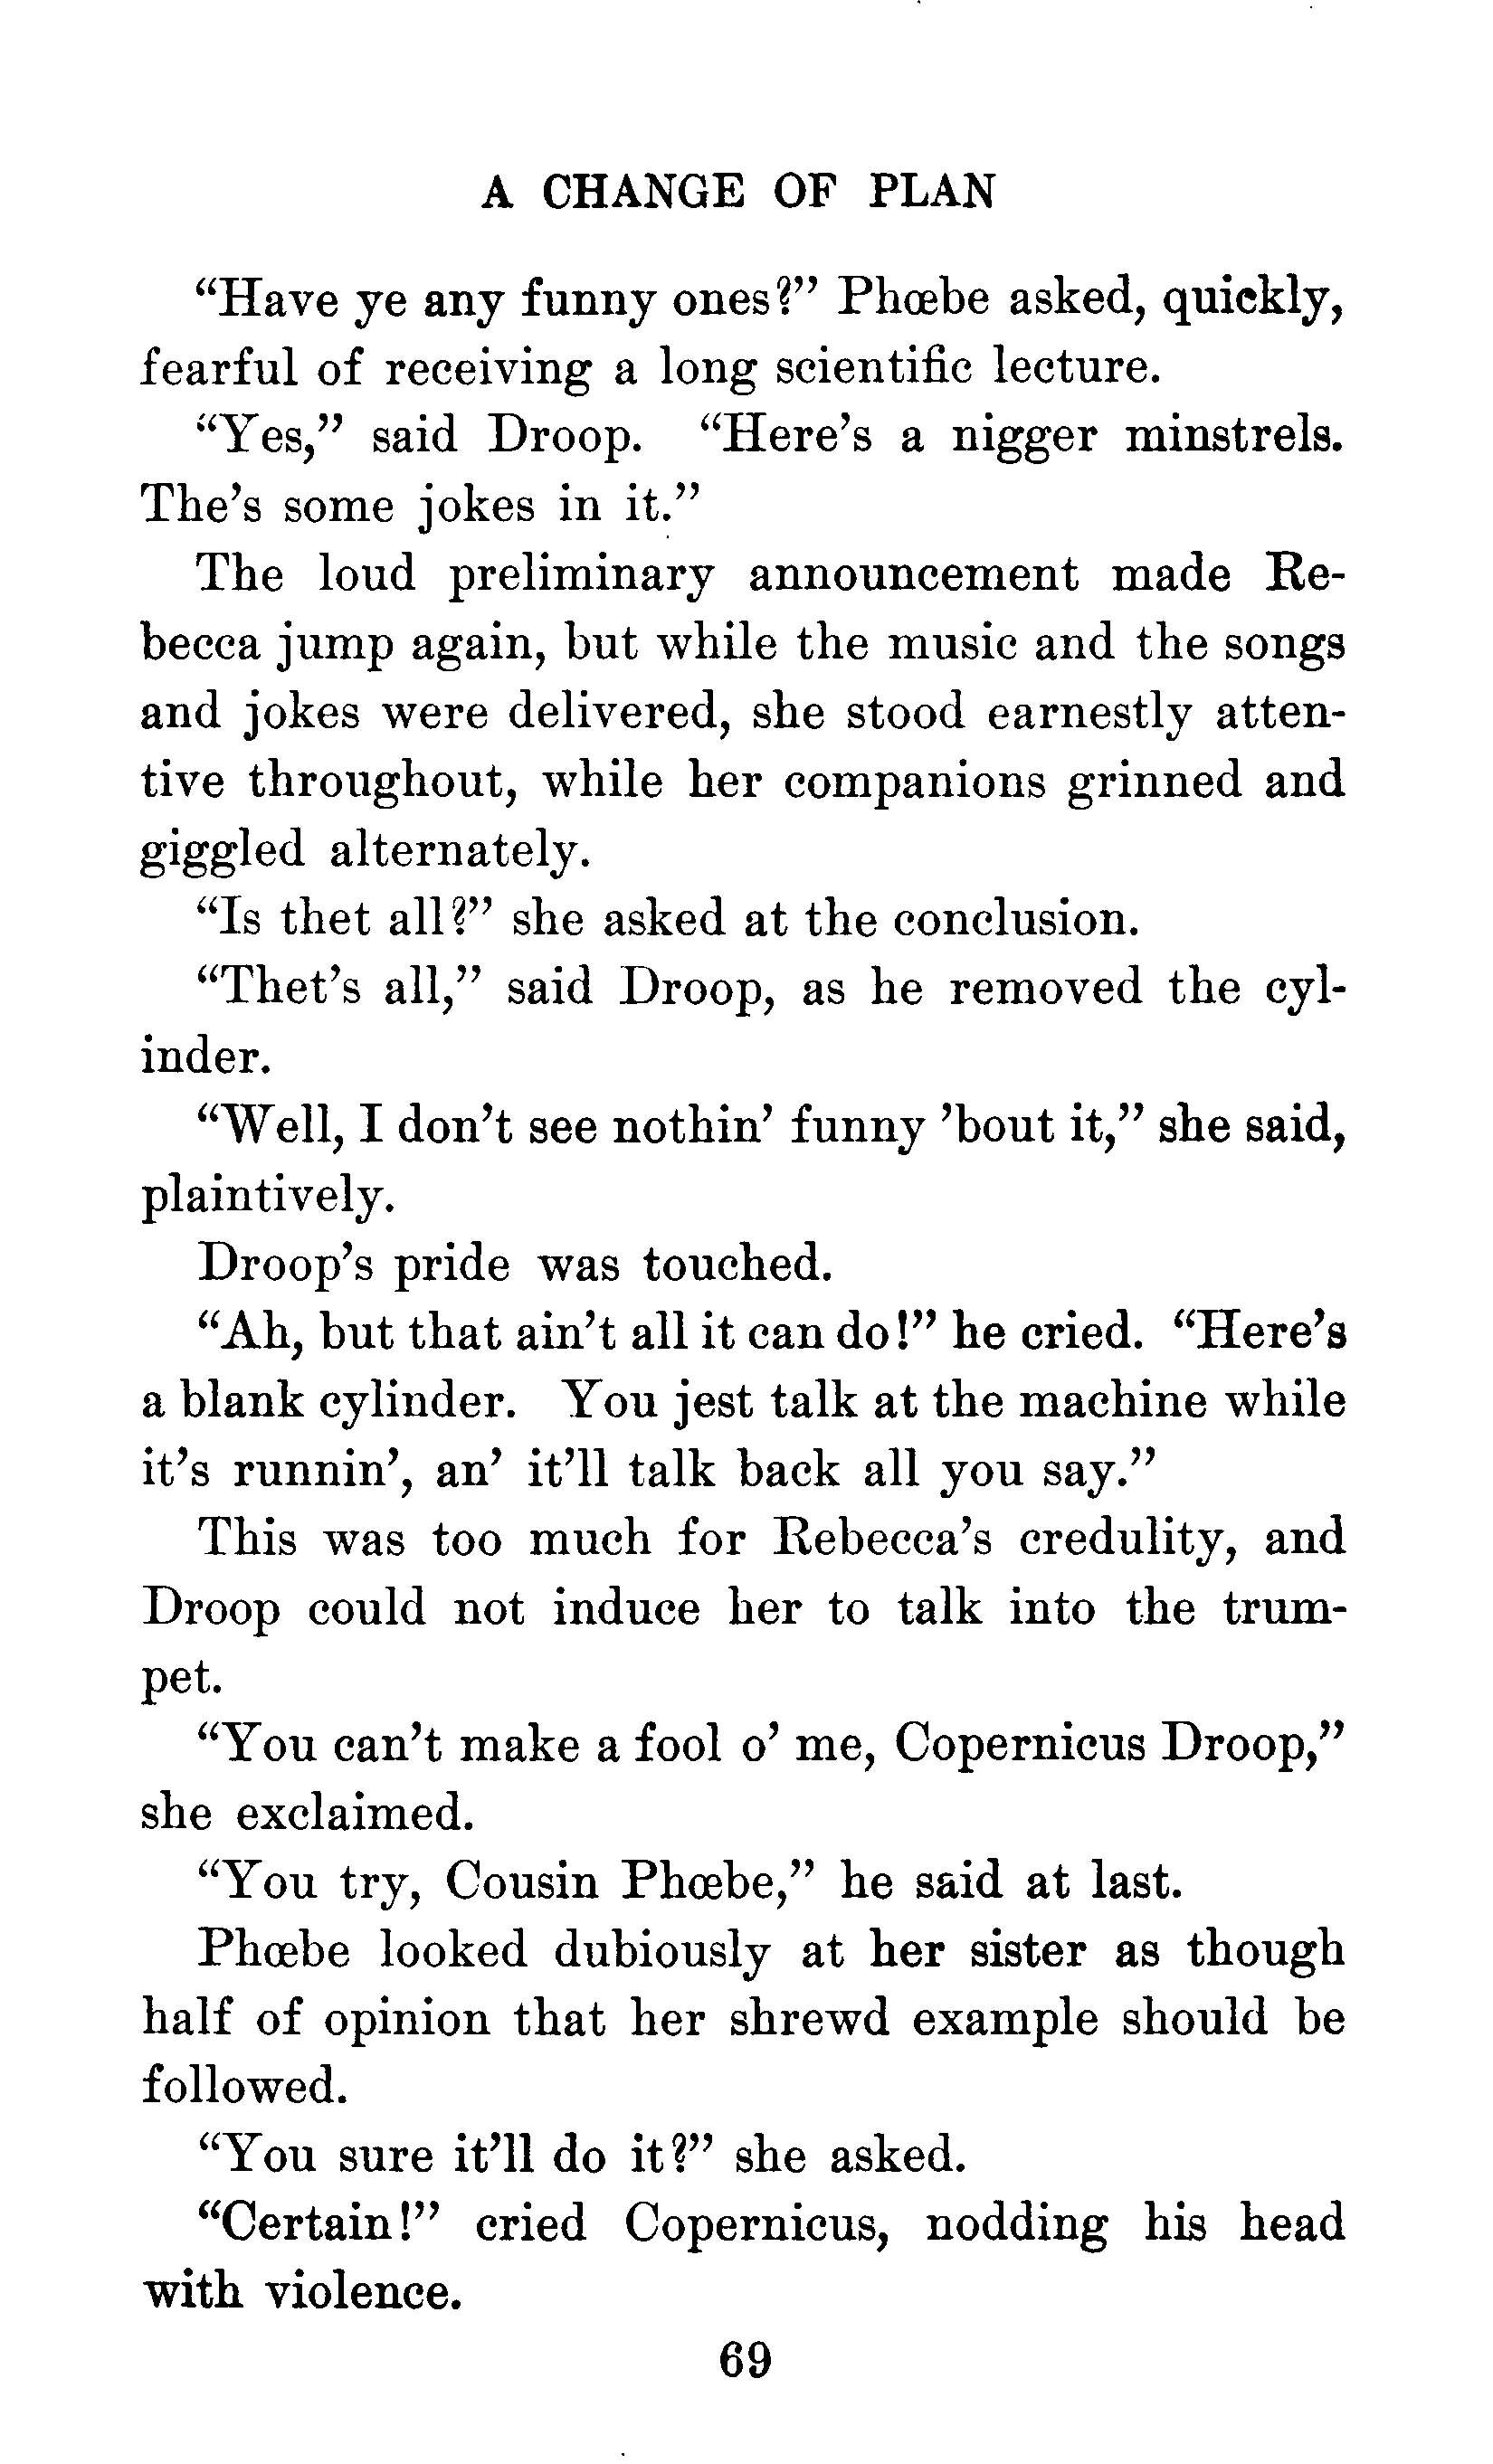 A CHANGE OF PLAN
“Have ye any funny ones?” Phœbe asked, quickly,
fearful of receiving a long scientific lecture.
“Yes,” said Droop. “Here’s a nigger minstrels.
The’s some jokes in it.”
The loud preliminary announcement made Re-
becca jump again, but while the music and the songs
and jokes were delivered, she stood earnestly atten-
tive throughout, while her companions grinned and
giggled alternately.
“Is thet all?” she asked at the conclusion.
“Thet’s all,” said Droop, as he removed the cyl-
inder.
“Well, I don’t see nothin’ funny ’bout it,” she said,
plaintively.
Droop’s pride was touched.
“Ah, but that ain’t all it can do!” he cried. “Here’s
a blank cylinder. You jest talk at the machine while
it’s runnin’, an’ it’ll talk back all you say.”
This was too much for Rebecca’s credulity, and
Droop could not induce her to talk into the trum-
pet.
“You can’t make a fool o’ me, Copernicus Droop,”
she exclaimed.
“You try, Cousin Phœbe,” he said at last.
Phœbe looked dubiously at her sister as though
half of opinion that her shrewd example should be
followed.
“You sure it’ll do it?” she asked.
“Certain!” cried Copernicus, nodding his head
with violence.
69